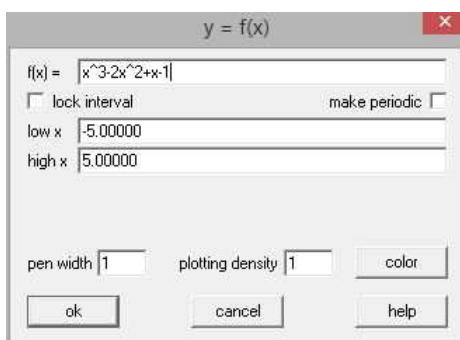 y = f(x)
f(x) = x^3-2x^2+x-1
lock interval make periodic
low x -5.00000
high x 5.00000
pen width 1 plotting density 1 color
ok cancel help